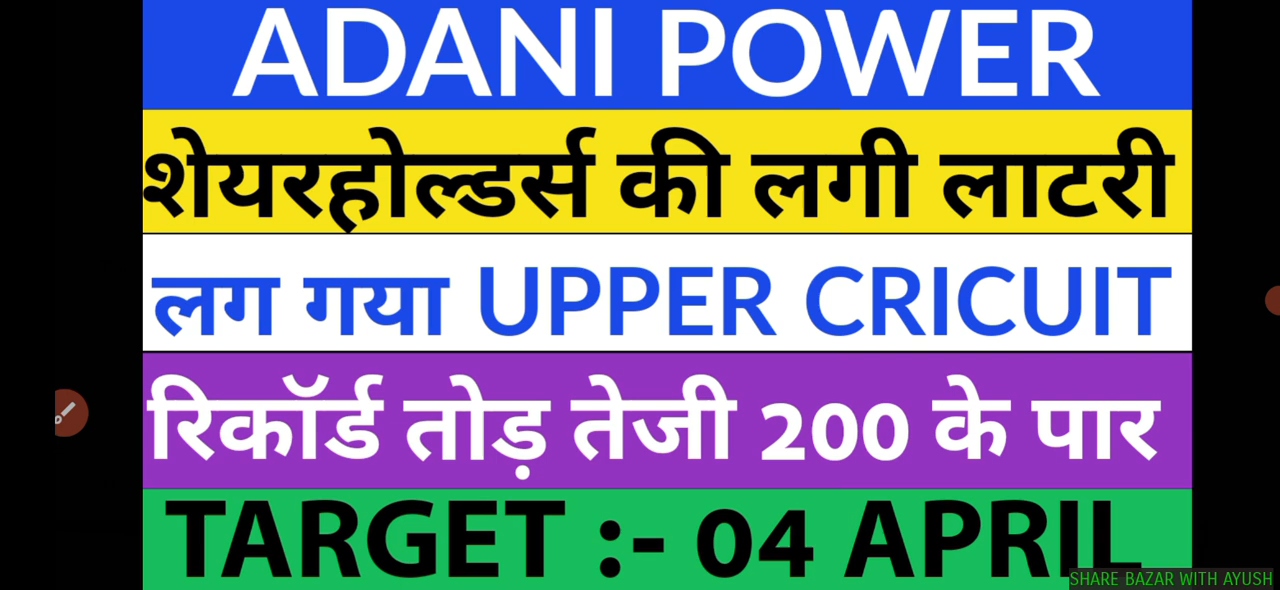 ADANI POWER
शेयरहोल्डर्स की लगी लाटरी
लग गया UPPER CRICUIT
रिकॉर्ड तोड़ तेजी 200 के पार
TARGET :- 04 APRIL
SHARE BAZAR WITH AYUSH